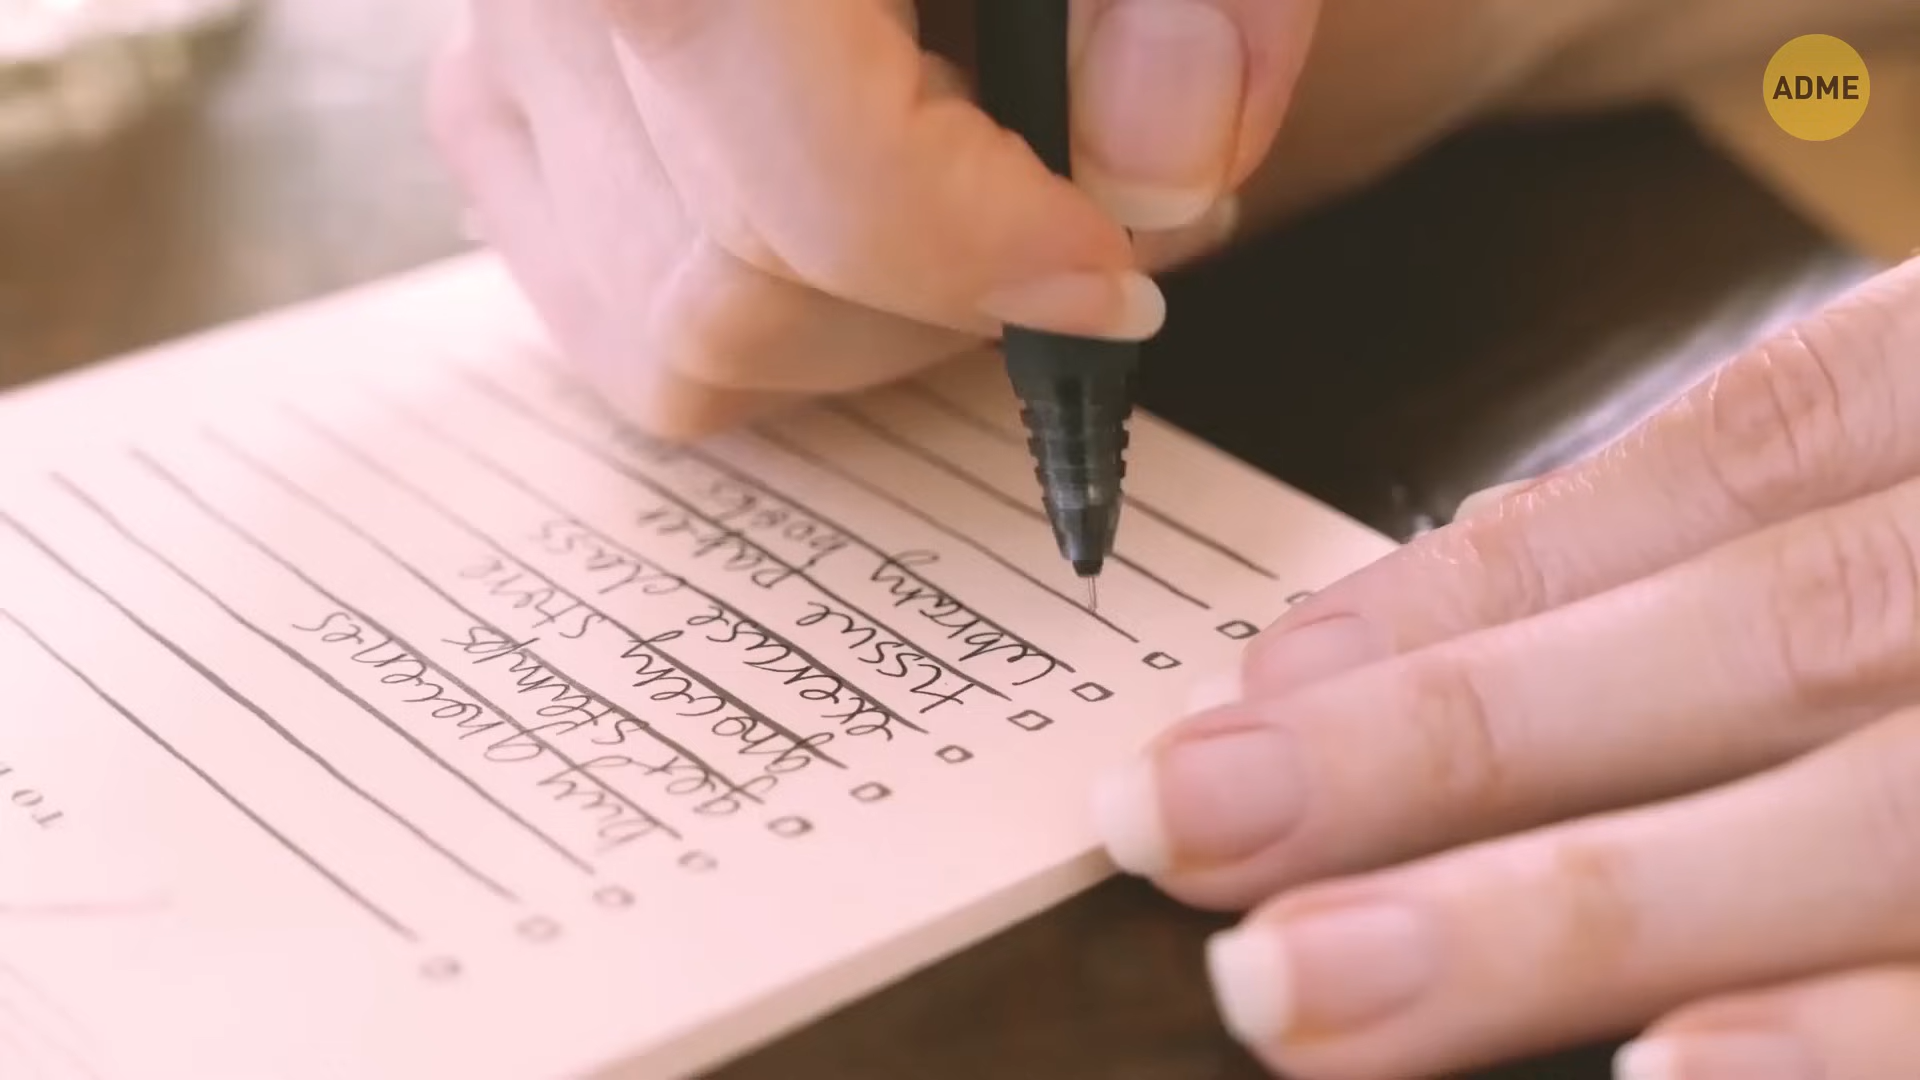 ADME
TO
buy groceries
get stamps
grocery store
exercise class
tissue paper
library books